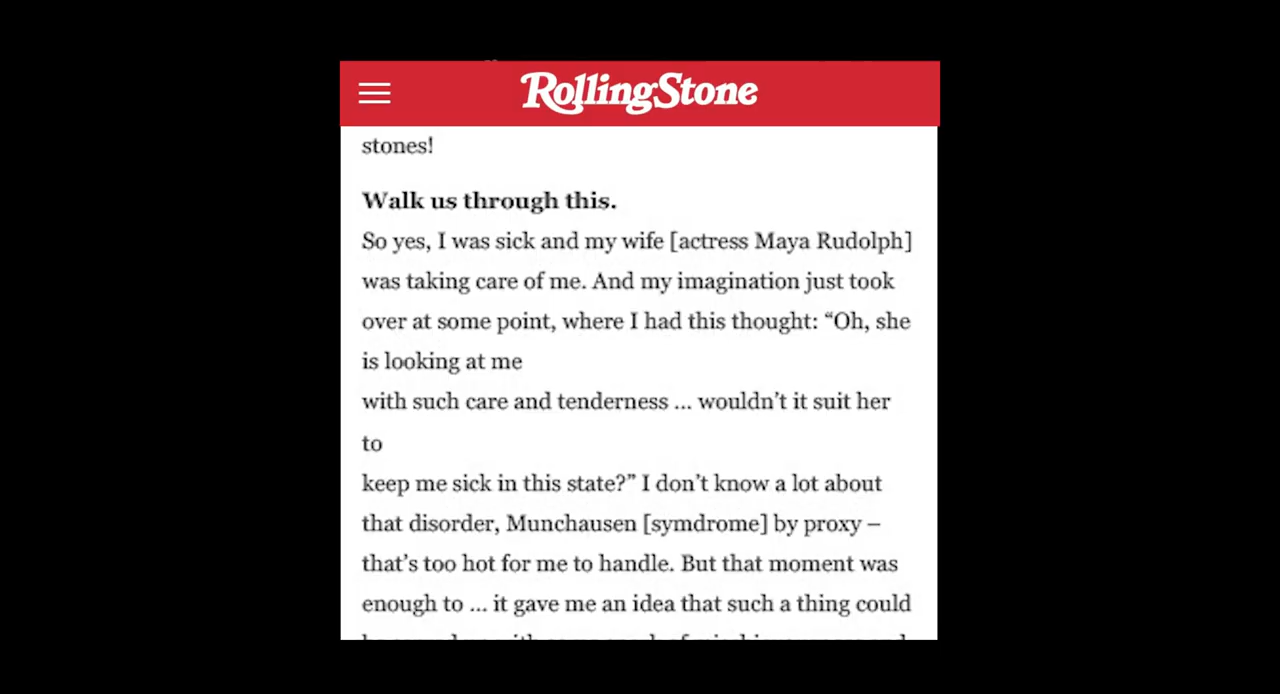 RollingStone
stones!
Walk us through this.
So yes, I was sick and my wife [actress Maya Rudolph]
was taking care of me. And my imagination just took
over at some point, where I had this thought: “Oh, she
is looking at me
with such care and tenderness ... wouldn’t it suit her
to
keep me sick in this state?” I don’t know a lot about
that disorder, Munchausen [symdrome] by proxy –
that’s too hot for me to handle. But that moment was
enough to ... it gave me an idea that such a thing could